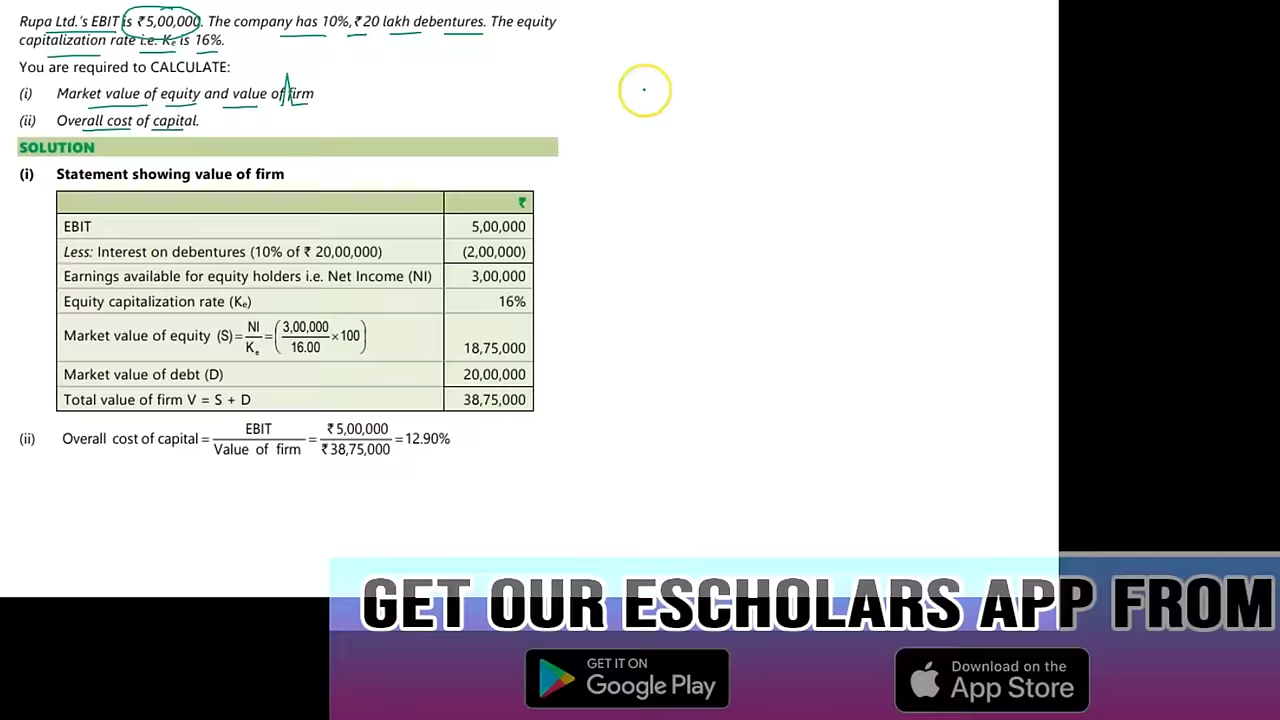 Rupa Ltd.'s EBIT is ₹5,00,000. The company has 10%, ₹20 lakh debentures. The equity
capitalization rate i.e. Kₑ is 16%.
You are required to CALCULATE:
(i) Market value of equity and value of firm
(ii) Overall cost of capital.
SOLUTION
(i) Statement showing value of firm
₹
EBIT 5,00,000
Less: Interest on debentures (10% of ₹ 20,00,000) (2,00,000)
Earnings available for equity holders i.e. Net Income (NI) 3,00,000
Equity capitalization rate (Kₑ) 16%
Market value of equity (S) = NI/Kₑ = (3,00,000/16.00 × 100) 18,75,000
Market value of debt (D) 20,00,000
Total value of firm V = S + D 38,75,000
(ii) Overall cost of capital = EBIT/Value of firm = ₹ 5,00,000/₹ 38,75,000 = 12.90%
GET OUR ESCHOLARS APP FROM
GET IT ON
Google Play
Download on the
App Store